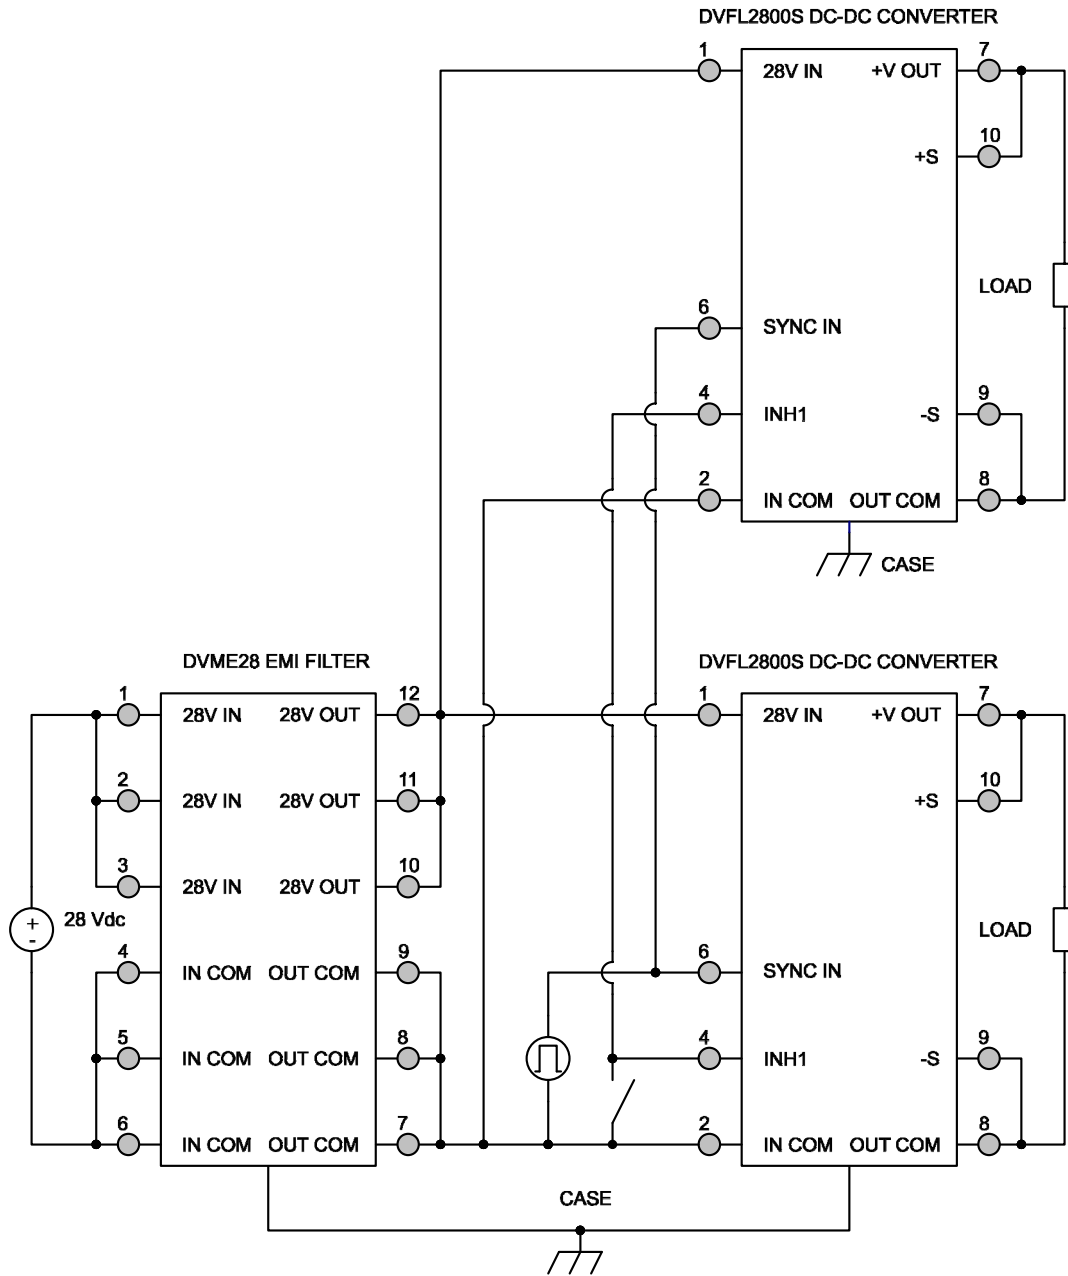 DVFL2800S DC-DC CONVERTER
1 7
28V IN +V OUT
10
+S
LOAD
6
SYNC IN
4 9
INH1 -S
2 8
IN COM OUT COM
CASE
DVME28 EMI FILTER DVFL2800S DC-DC CONVERTER
1 12 1 7
28V IN 28V OUT 28V IN +V OUT
2 11 10
28V IN 28V OUT +S
3 10
28V IN 28V OUT
+ 28 Vdc LOAD
-
4 9 6
IN COM OUT COM SYNC IN
5 8 4 9
IN COM OUT COM INH1 -S
6 7 2 8
IN COM OUT COM IN COM OUT COM
CASE